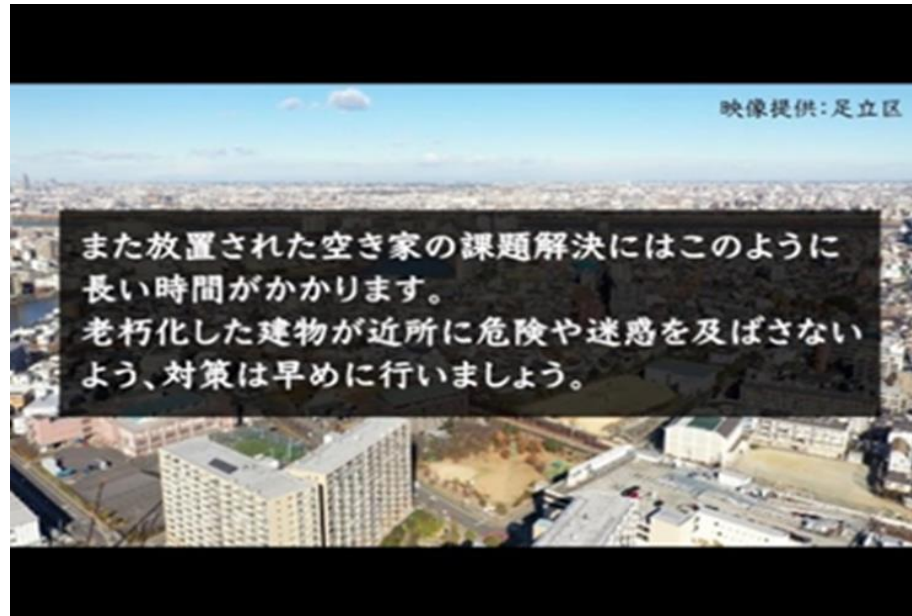 映像提供:足立区
また放置された空き家の課題解決にはこのように
長い時間がかかります。
老朽化した建物が近所に危険や迷惑を及ばさない
よう、対策は早めに行いましょう。